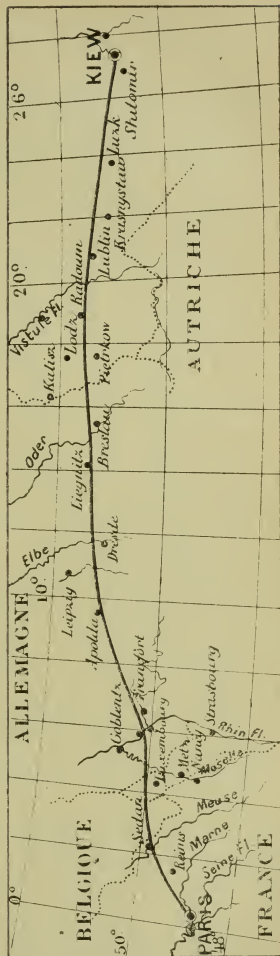 0°
10°
20°
26°
50°
48°
ALLEMAGNE
BELGIQUE
FRANCE
AUTRICHE
PARIS
Seine Fl.
Marne
Reims
Meuse
Sedan
Luxembourg
Metz
Nancy
Moselle
Strasbourg
Rhin Fl.
Coblentz
Francfort
Apolda
Leipzig
Elbe
Dresde
Liegnitz
Oder
Breslau
Kalisz
Lodz
Piétrkow
Vistule Fl.
Radoum
Lublin
Krasnystaw
Luzk
Shitomir
KIEW